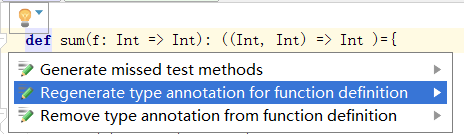 def sum(f: Int => Int): ((Int, Int) => Int )={
Generate missed test methods
Regenerate type annotation for function definition
Remove type annotation from function definition